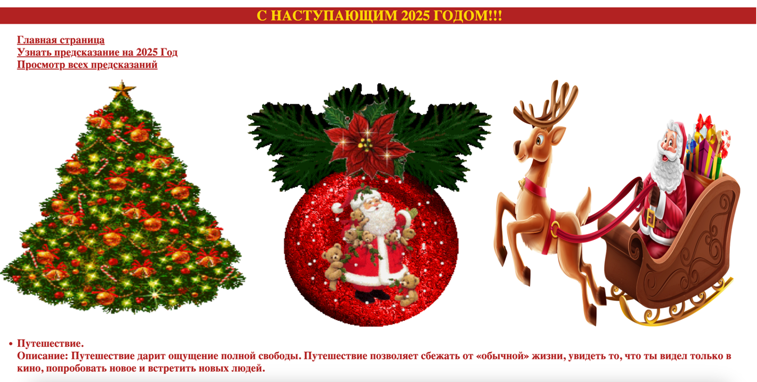 С НАСТУПАЮЩИМ 2025 ГОДОМ!!!
Главная страница
Узнать предсказание на 2025 Год
Просмотр всех предсказаний
• Путешествие.
Описание: Путешествие дарит ощущение полной свободы. Путешествие позволяет сбежать от «обычной» жизни, увидеть то, что ты видел только в
кино, попробовать новое и встретить новых людей.